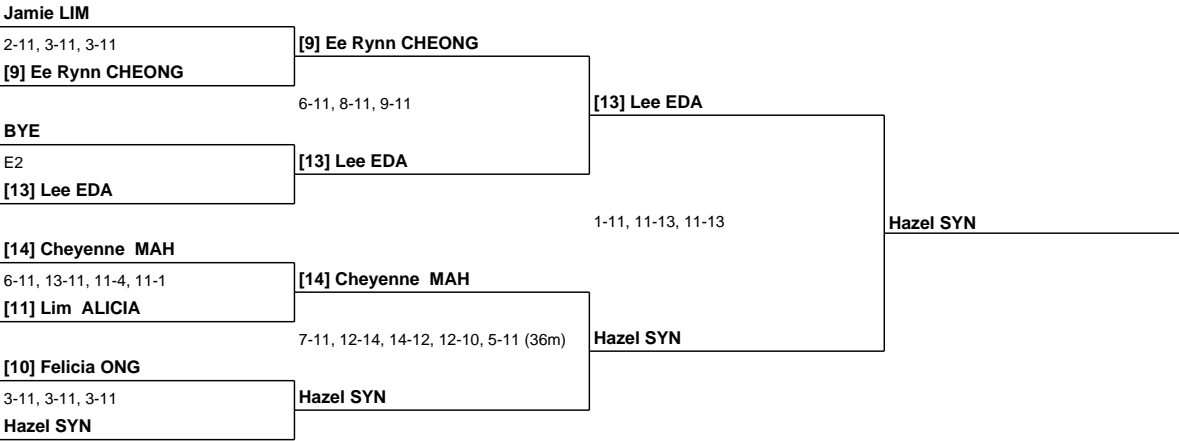 Jamie LIM
2-11, 3-11, 3-11
[9] Ee Rynn CHEONG
[9] Ee Rynn CHEONG
6-11, 8-11, 9-11
[13] Lee EDA
BYE
E2
[13] Lee EDA
[13] Lee EDA
1-11, 11-13, 11-13
Hazel SYN
[14] Cheyenne  MAH
6-11, 13-11, 11-4, 11-1
[14] Cheyenne  MAH
[11] Lim  ALICIA
7-11, 12-14, 14-12, 12-10, 5-11 (36m)
Hazel SYN
[10] Felicia ONG
3-11, 3-11, 3-11
Hazel SYN
Hazel SYN